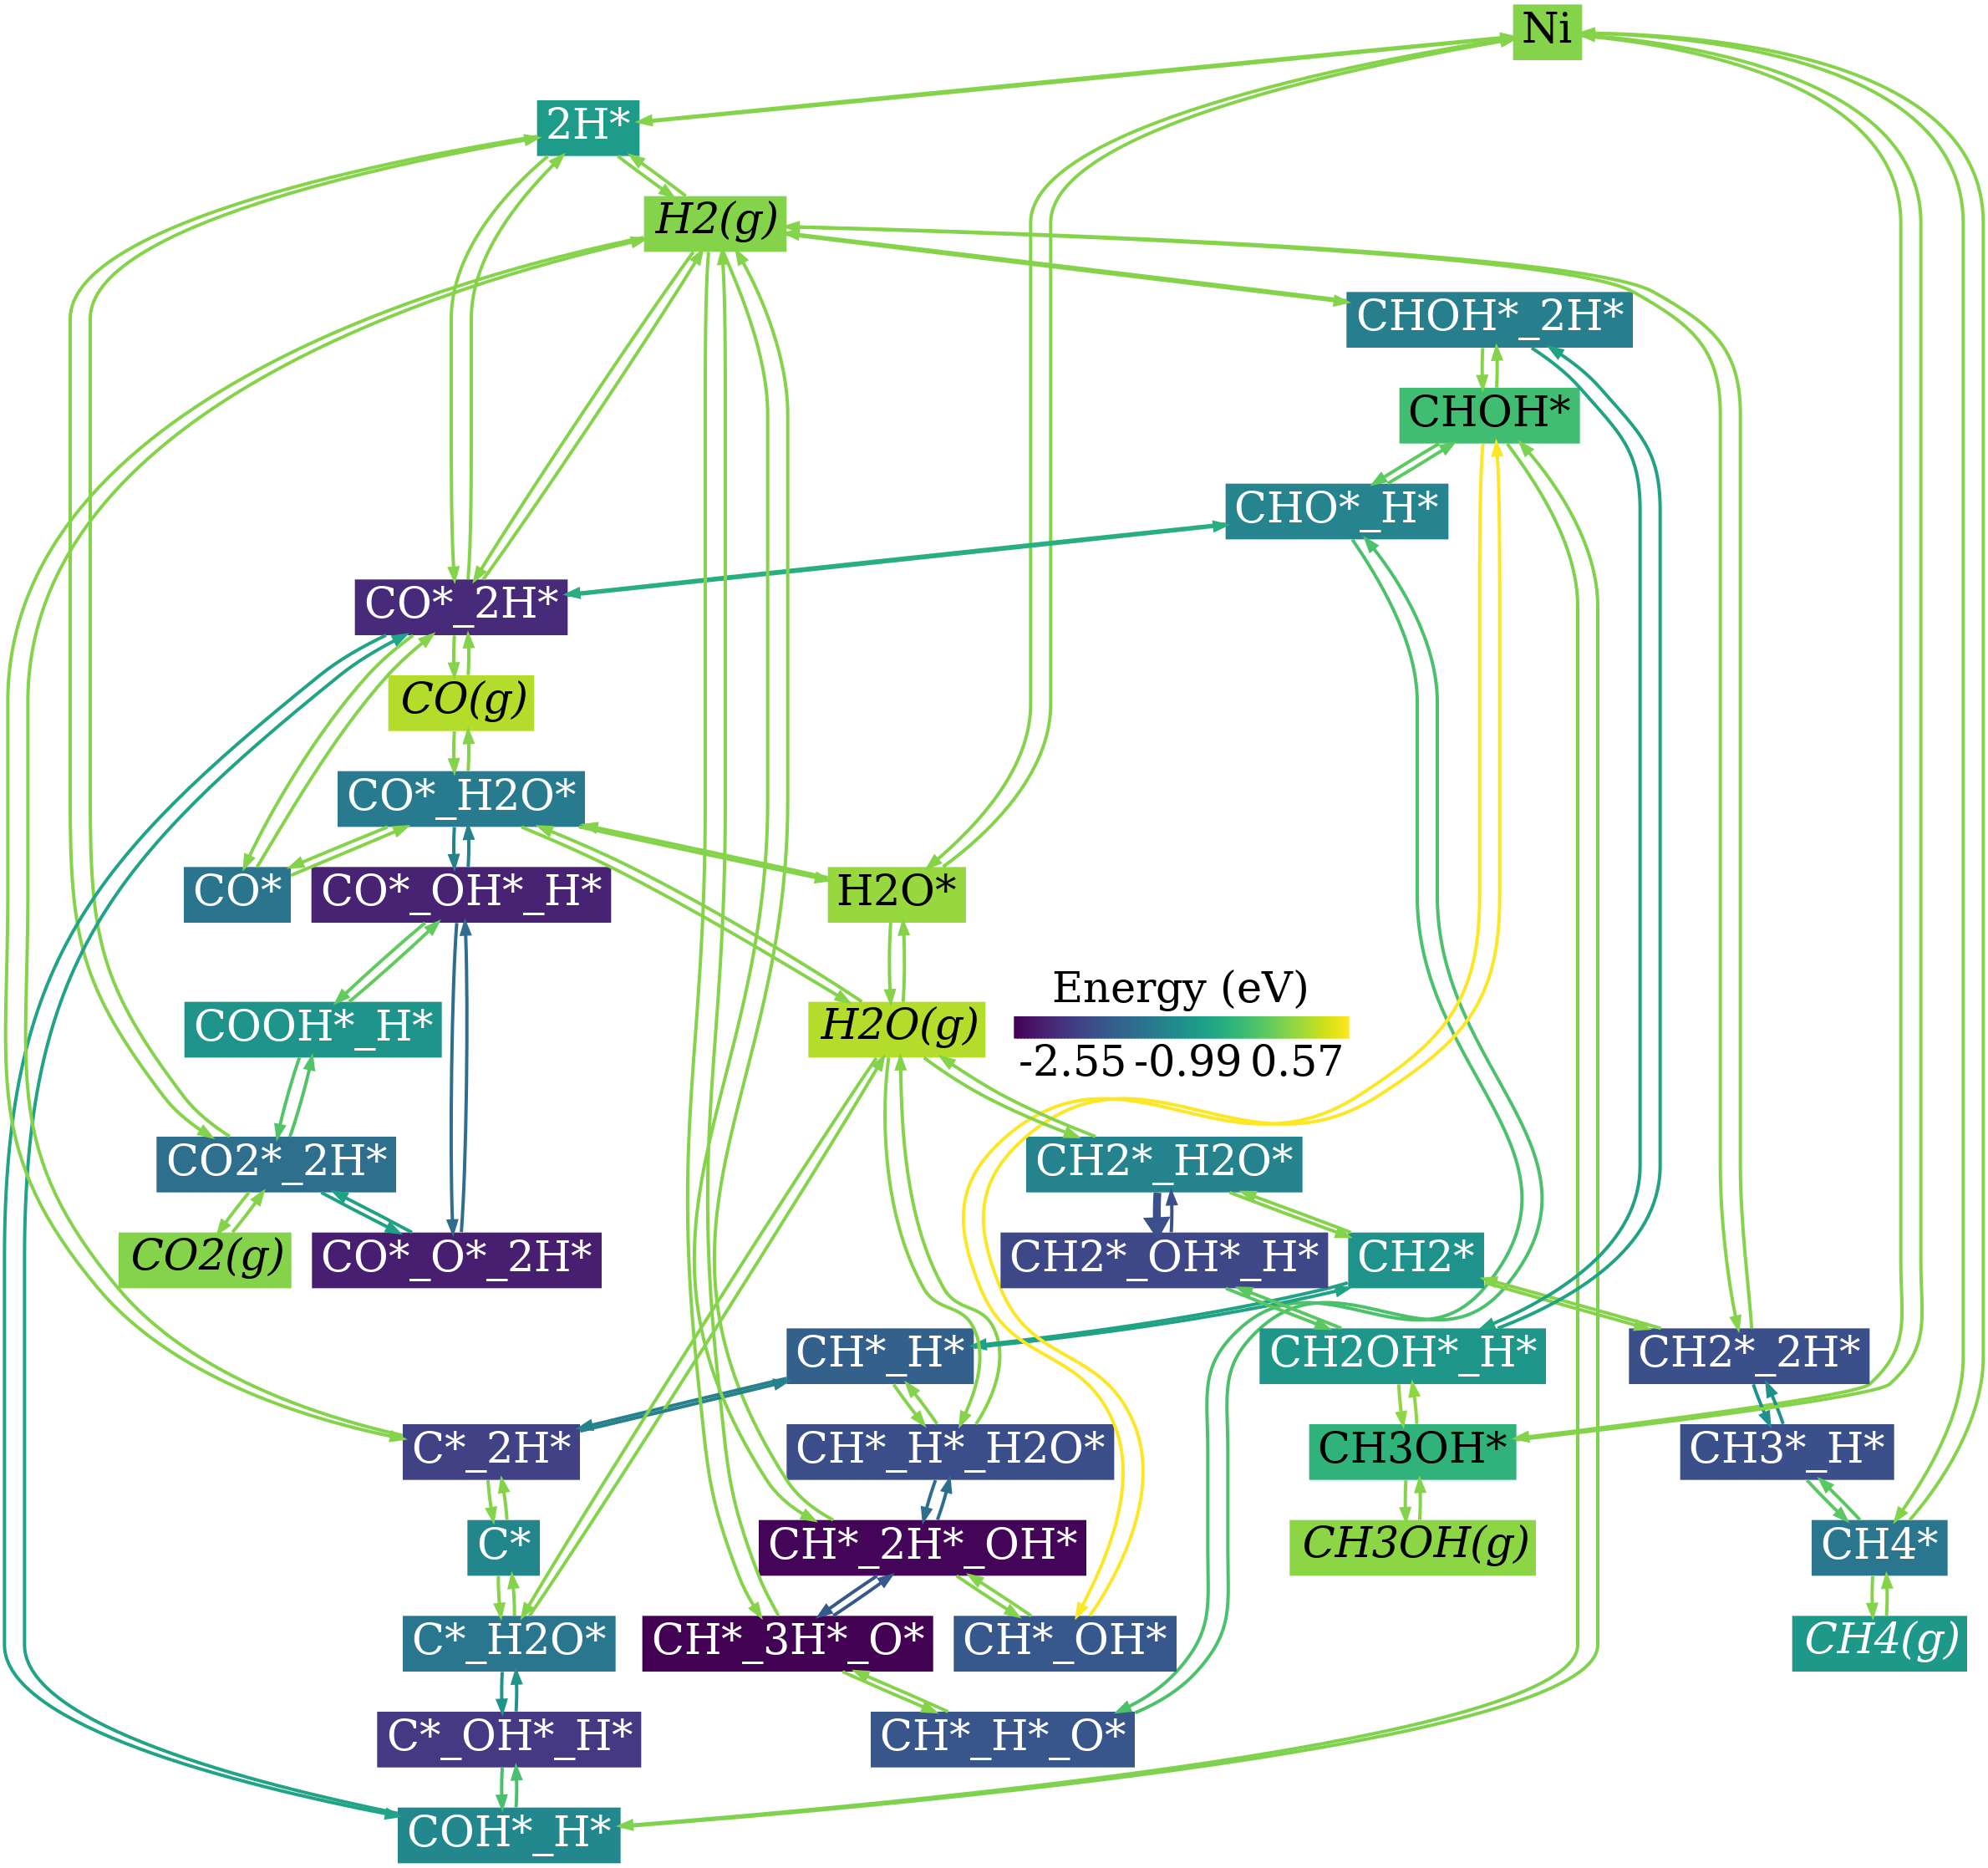 Ni
2H*
H2(g)
CHOH*_2H*
CHOH*
CHO*_H*
CO*_2H*
CO(g)
CO*_H2O*
CO*
CO*_OH*_H*
H2O*
Energy (eV)
-2.55 -0.99 0.57
COOH*_H*
H2O(g)
CO2*_2H*
CH2*_H2O*
CO2(g)
CO*_O*_2H*
CH2*_OH*_H*
CH2*
CH*_H*
CH2OH*_H*
CH2*_2H*
C*_2H*
CH*_H*_H2O*
CH3OH*
CH3*_H*
C*
CH*_2H*_OH*
CH3OH(g)
CH4*
C*_H2O*
CH*_3H*_O*
CH*_OH*
CH4(g)
C*_OH*_H*
CH*_H*_O*
COH*_H*